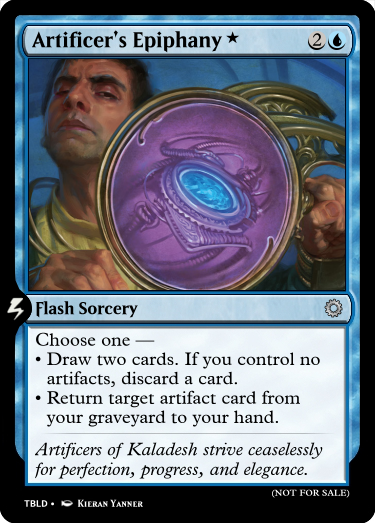 Artificer's Epiphany ★ 2
Flash Sorcery
Choose one —
• Draw two cards. If you control no
artifacts, discard a card.
• Return target artifact card from
your graveyard to your hand.
Artificers of Kaladesh strive ceaselessly
for perfection, progress, and elegance.
(NOT FOR SALE)
TBLD • KIERAN YANNER